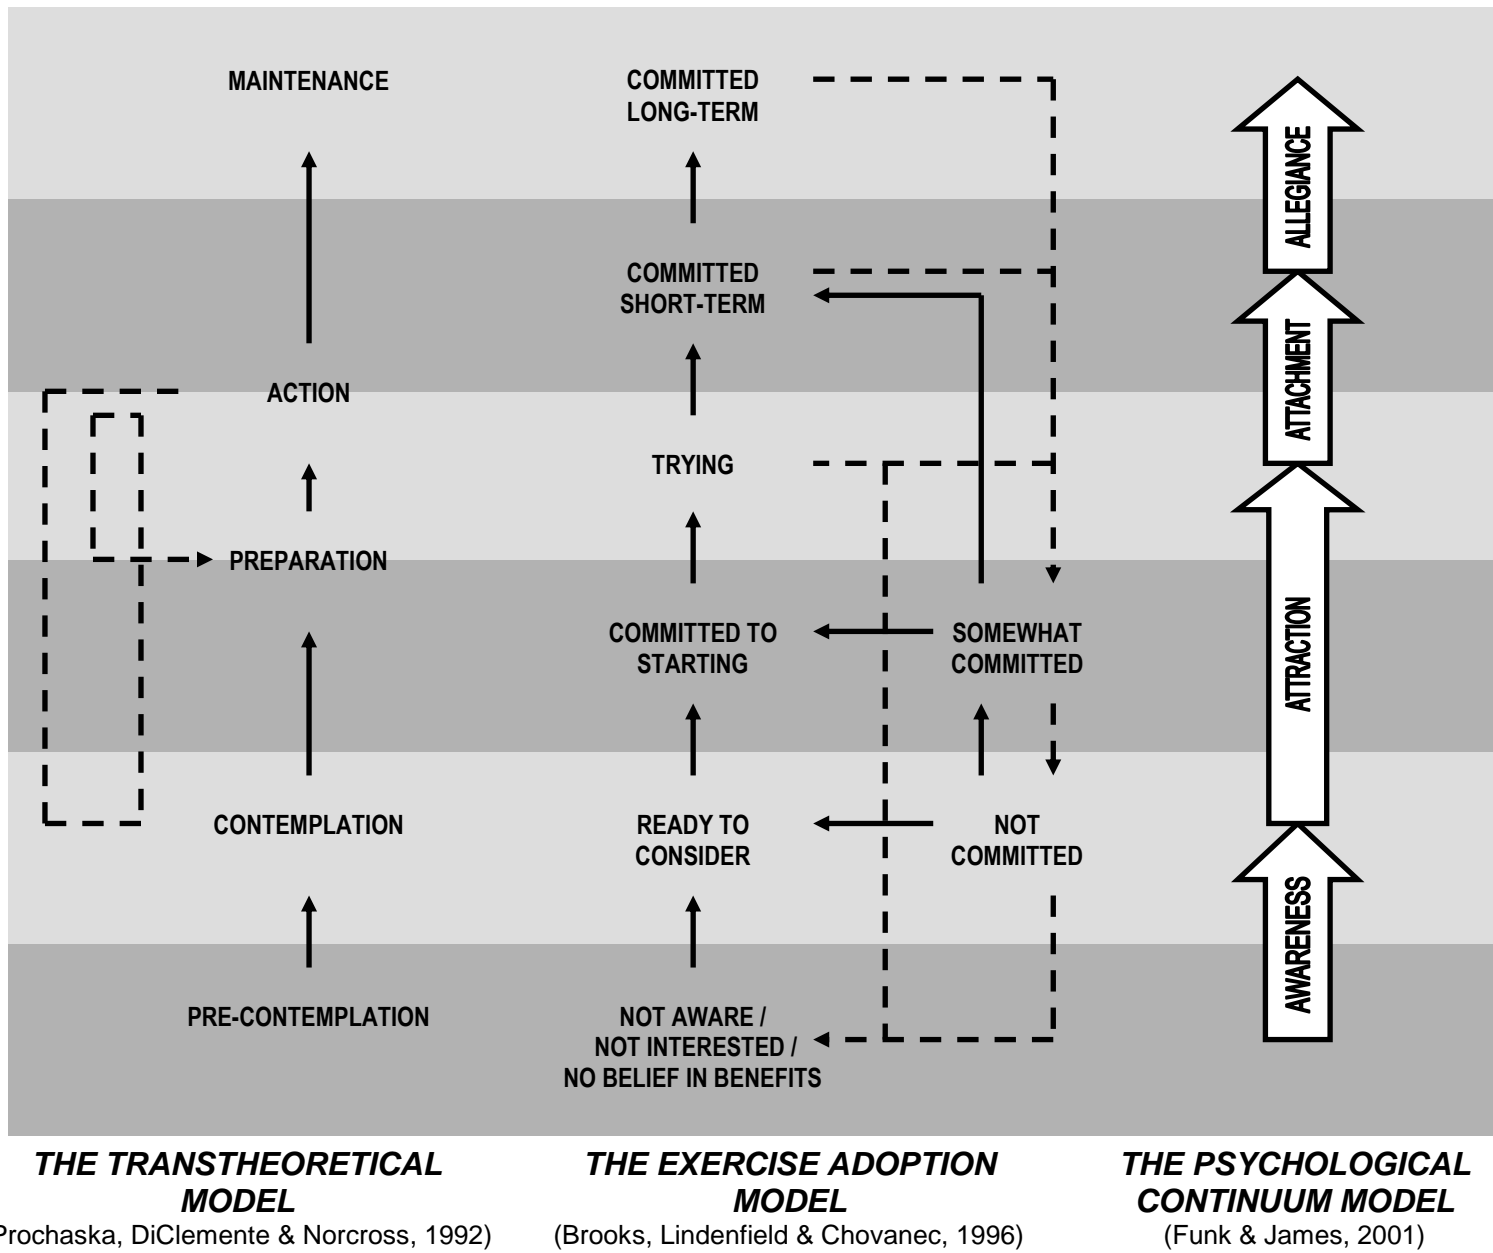 MAINTENANCE
COMMITTED
LONG-TERM
ALLEGIANCE
COMMITTED
SHORT-TERM
ATTACHMENT
ACTION
TRYING
PREPARATION
COMMITTED TO
STARTING
SOMEWHAT
COMMITTED
ATTRACTION
CONTEMPLATION
READY TO
CONSIDER
NOT
COMMITTED
AWARENESS
PRE-CONTEMPLATION
NOT AWARE /
NOT INTERESTED /
NO BELIEF IN BENEFITS
THE TRANSTHEORETICAL
MODEL
Prochaska, DiClemente & Norcross, 1992)
THE EXERCISE ADOPTION
MODEL
(Brooks, Lindenfield & Chovanec, 1996)
THE PSYCHOLOGICAL
CONTINUUM MODEL
(Funk & James, 2001)